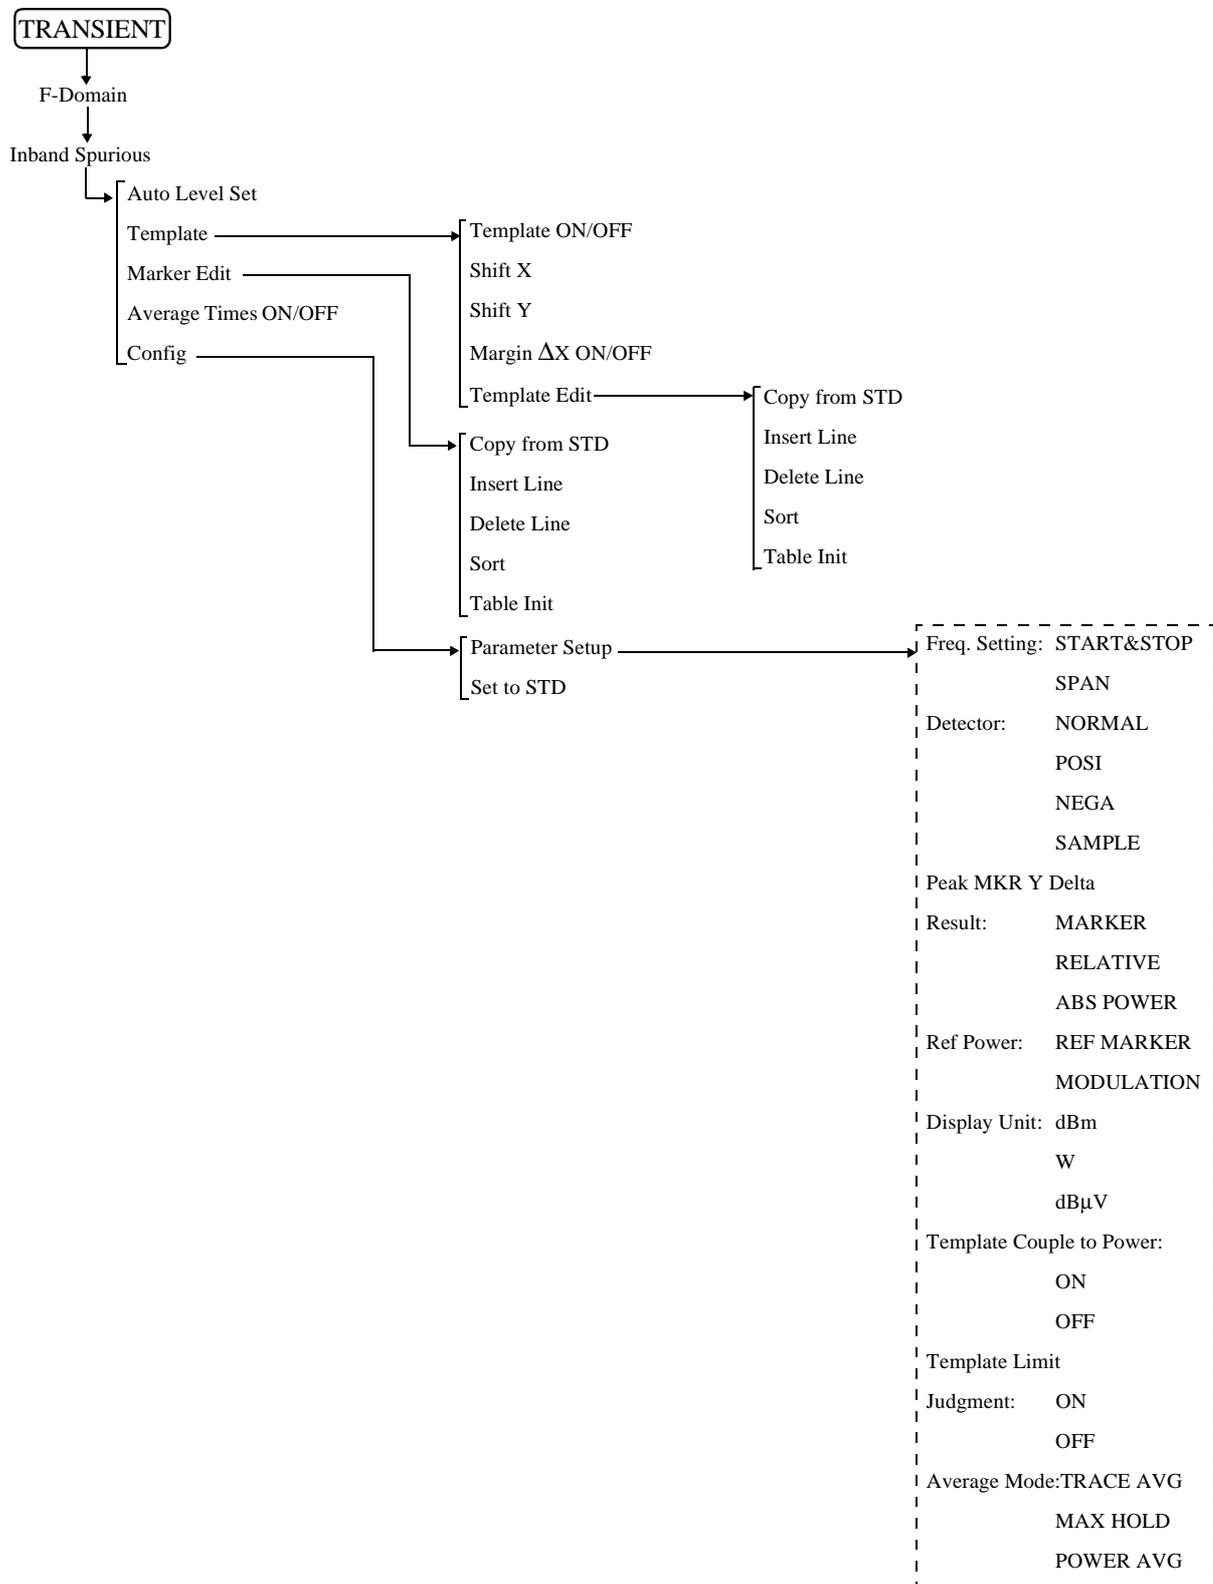 TRANSIENT
F-Domain
Inband Spurious
Auto Level Set
Template
Marker Edit
Average Times ON/OFF
Config
Template ON/OFF
Shift X
Shift Y
Margin ΔX ON/OFF
Template Edit
Copy from STD
Insert Line
Delete Line
Sort
Table Init
Copy from STD
Insert Line
Delete Line
Sort
Table Init
Parameter Setup
Set to STD
Freq. Setting: START&STOP
SPAN
Detector: NORMAL
POSI
NEGA
SAMPLE
Peak MKR Y Delta
Result: MARKER
RELATIVE
ABS POWER
Ref Power: REF MARKER
MODULATION
Display Unit: dBm
W
dBμV
Template Couple to Power:
ON
OFF
Template Limit
Judgment: ON
OFF
Average Mode:TRACE AVG
MAX HOLD
POWER AVG